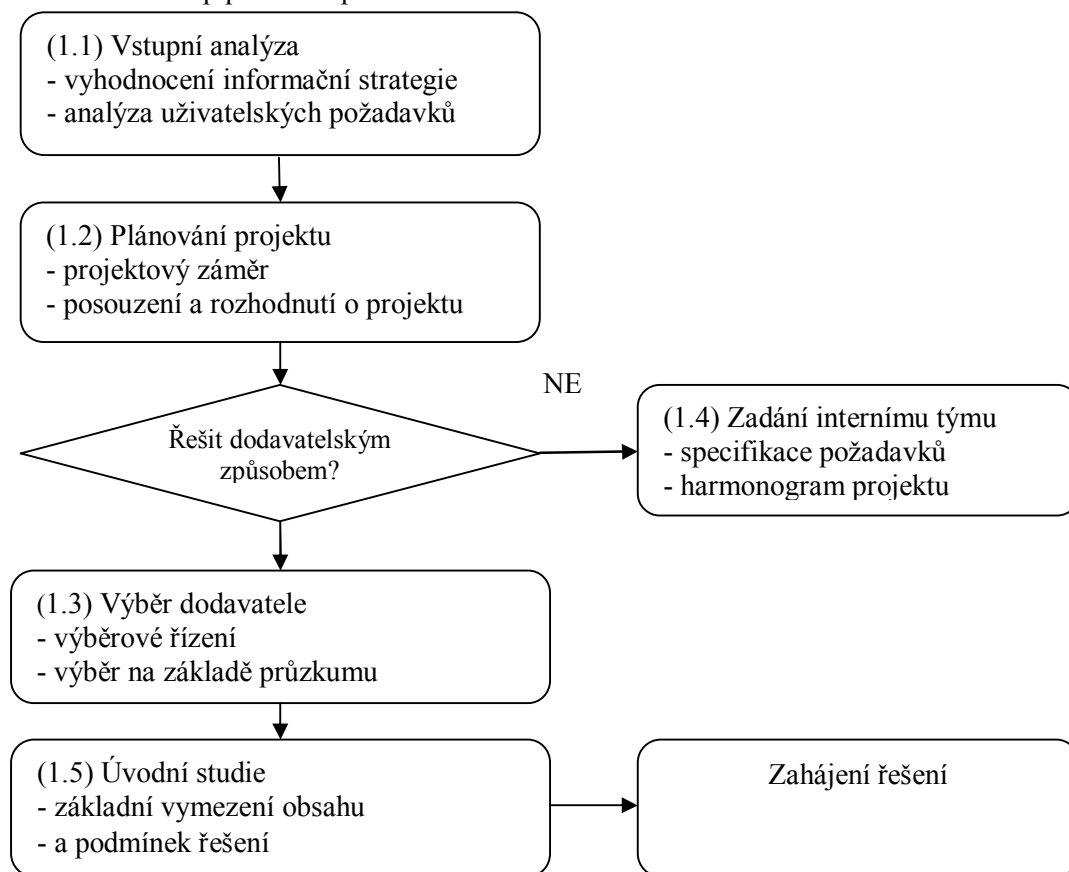 (1.1) Vstupní analýza
- vyhodnocení informační strategie
- analýza uživatelských požadavků
(1.2) Plánování projektu
- projektový záměr
- posouzení a rozhodnutí o projektu
NE
Řešit dodavatelským
způsobem?
(1.4) Zadání internímu týmu
- specifikace požadavků
- harmonogram projektu
(1.3) Výběr dodavatele
- výběrové řízení
- výběr na základě průzkumu
(1.5) Úvodní studie
- základní vymezení obsahu
- a podmínek řešení
Zahájení řešení